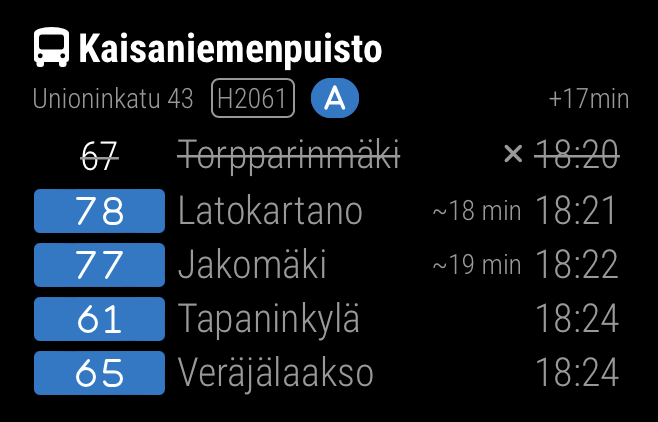 Kaisaniemenpuisto
Unioninkatu 43 H2061 A +17min
67 Torpparinmäki × 18:20
78 Latokartano ~18 min 18:21
77 Jakomäki ~19 min 18:22
61 Tapaninkylä 18:24
65 Veräjälaakso 18:24